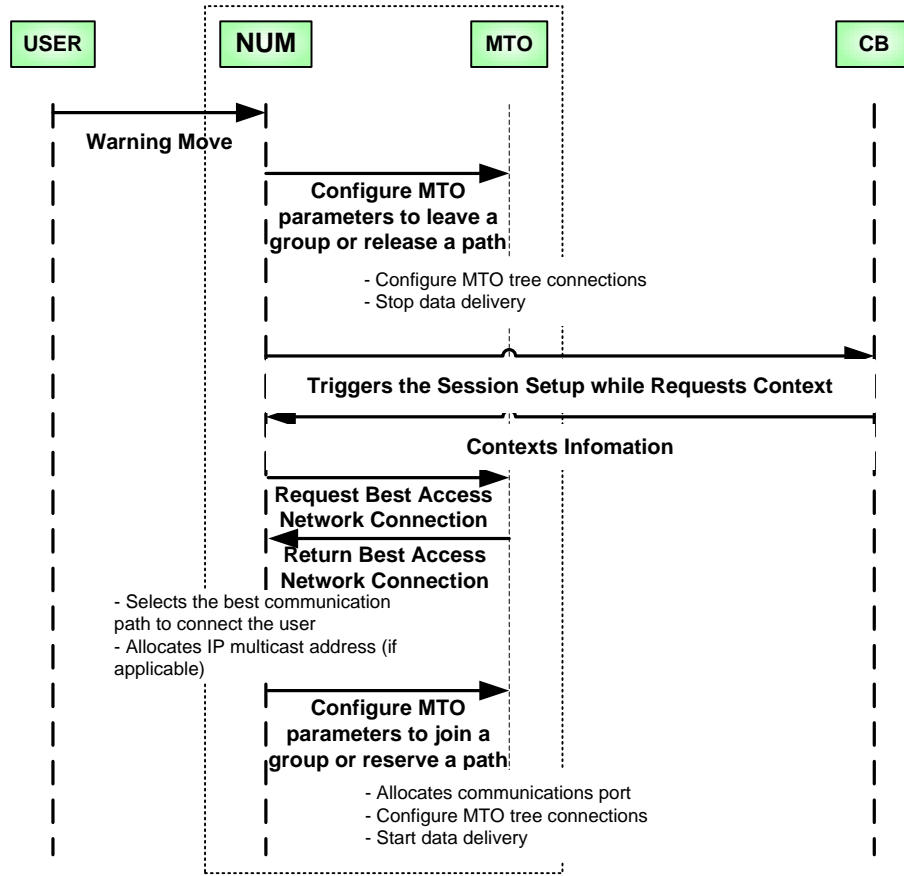 USER
NUM
MTO
CB
Warning Move
Configure MTO
parameters to leave a
group or release a path
- Configure MTO tree connections
- Stop data delivery
Triggers the Session Setup while Requests Context
Contexts Infomation
Request Best Access
Network Connection
Return Best Access
Network Connection
- Selects the best communication
path to connect the user
- Allocates IP multicast address (if
applicable)
Configure MTO
parameters to join a
group or reserve a path
- Allocates communications port
- Configure MTO tree connections
- Start data delivery